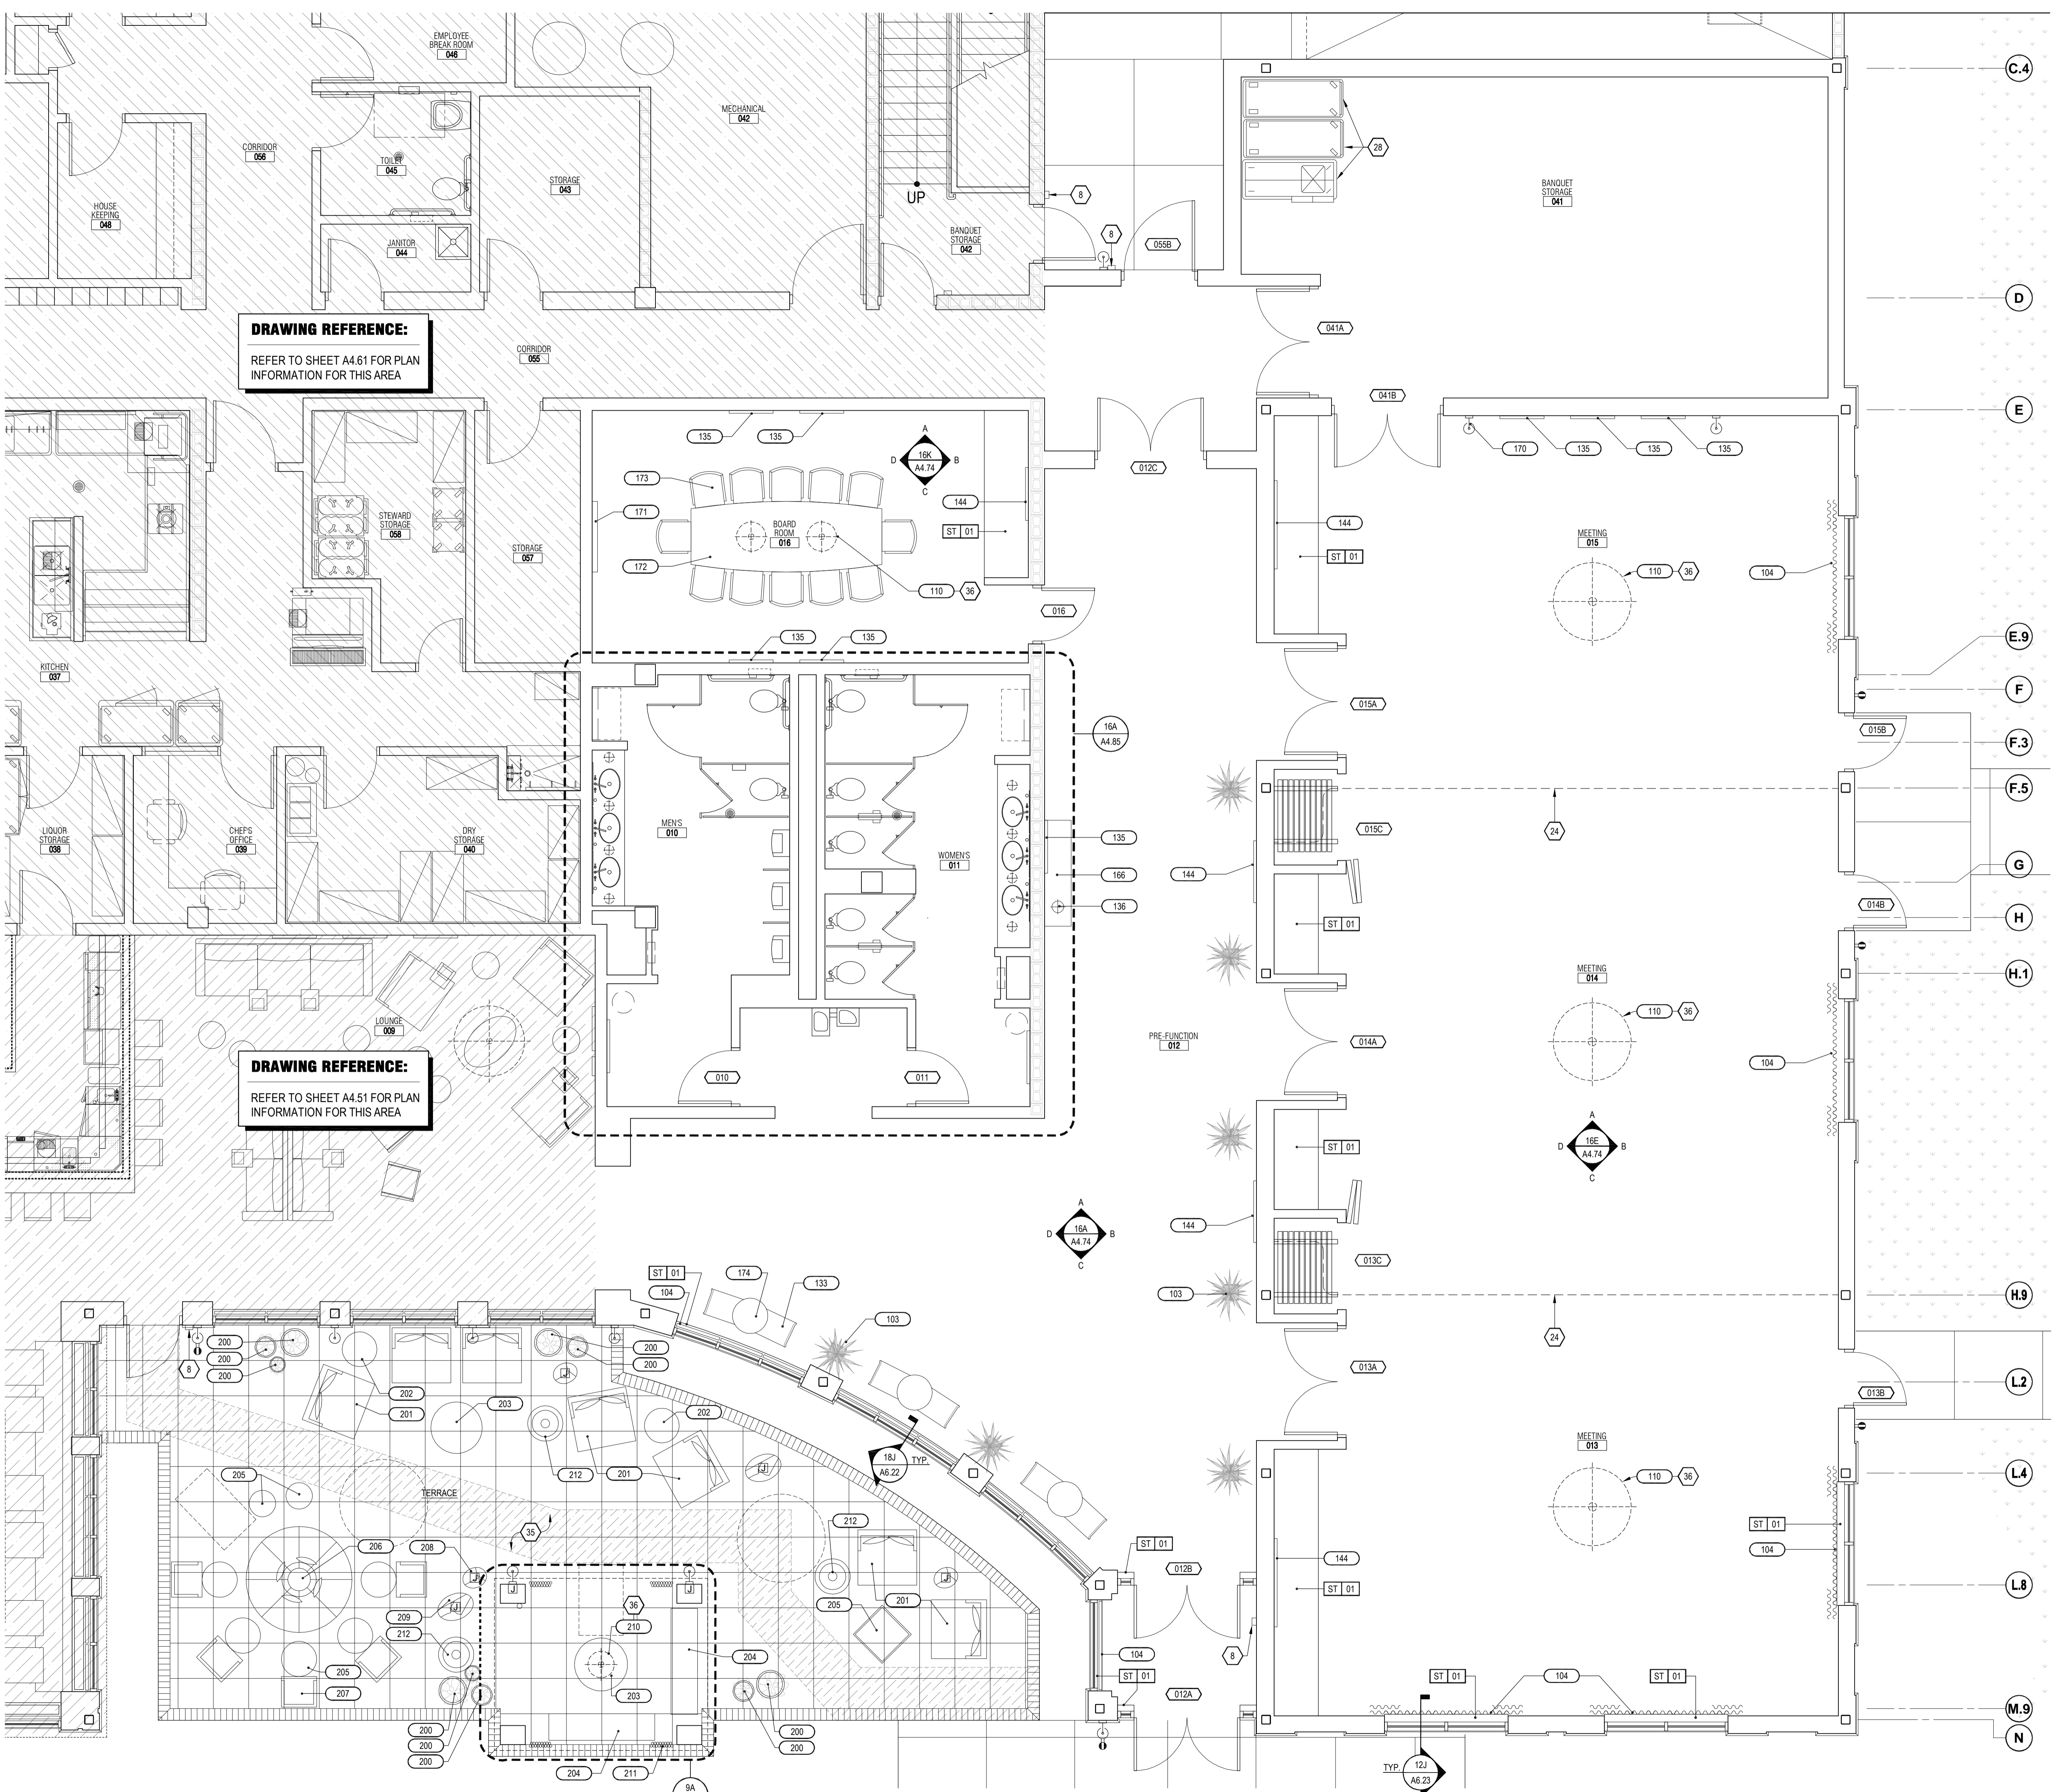 EMPLOYEE
BREAK ROOM
046
MECHANICAL
042
CORRIDOR
056
TOILET
045
STORAGE
043
HOUSE
KEEPING
048
JANITOR
044
UP
BANQUET
STORAGE
042
8
8
055B
28
BANQUET
STORAGE
041
C.4
D
E
E.9
F
F.3
F.5
G
H
H.1
H.9
L.2
L.4
L.8
M.9
N
DRAWING REFERENCE:
REFER TO SHEET A4.61 FOR PLAN
INFORMATION FOR THIS AREA
CORRIDOR
055
041A
041B
012C
135
135
A
D
16K
A4.74
B
C
173
171
172
144
ST 01
BOARD
ROOM
016
110
36
016
135
135
STEWARD
STORAGE
058
STORAGE
057
KITCHEN
037
170
135
135
135
144
ST 01
MEETING
015
110
36
104
015A
015B
16A
A4.85
LIQUOR
STORAGE
038
CHEF'S
OFFICE
039
DRY
STORAGE
040
MEN'S
010
WOMEN'S
011
135
166
136
144
015C
ST 01
24
014B
LOUNGE
009
DRAWING REFERENCE:
REFER TO SHEET A4.51 FOR PLAN
INFORMATION FOR THIS AREA
010
011
PRE-FUNCTION
012
014A
MEETING
014
110
36
104
A
D
16E
A4.74
B
C
ST 01
144
013C
103
24
A
D
16A
A4.74
B
C
ST 01
104
174
133
103
013A
013B
8
200
200
200
202
201
203
200
200
202
212
201
18J
A6.22
TYP.
205
TERRACE
35
206
208
209
212
205
207
200
200
200
36
210
204
203
204
211
212
201
205
200
200
9A
ST 01
012B
104
ST 01
012A
8
MEETING
013
110
36
144
ST 01
ST 01
104
ST 01
104
ST 01
TYP.
12J
A6.23